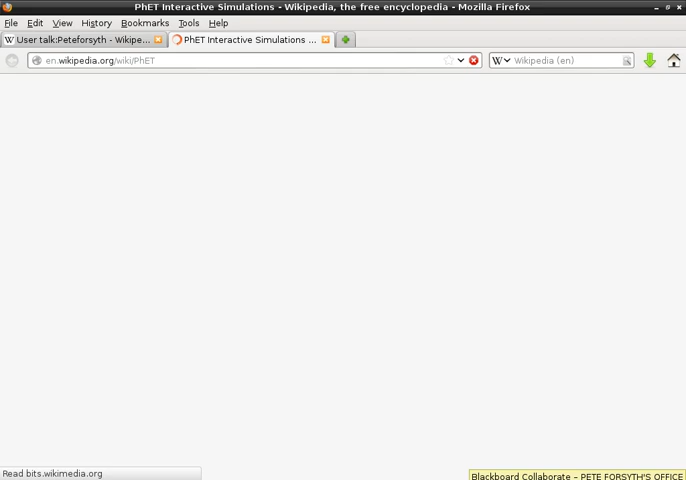 PhET Interactive Simulations - Wikipedia, the free encyclopedia - Mozilla Firefox
File Edit View History Bookmarks Tools Help
W User talk:Peteforsyth - Wikipe... PhET Interactive Simulations ...
en.wikipedia.org/wiki/PhET W Wikipedia (en)
Read bits.wikimedia.org
Blackboard Collaborate – PETE FORSYTH'S OFFICE